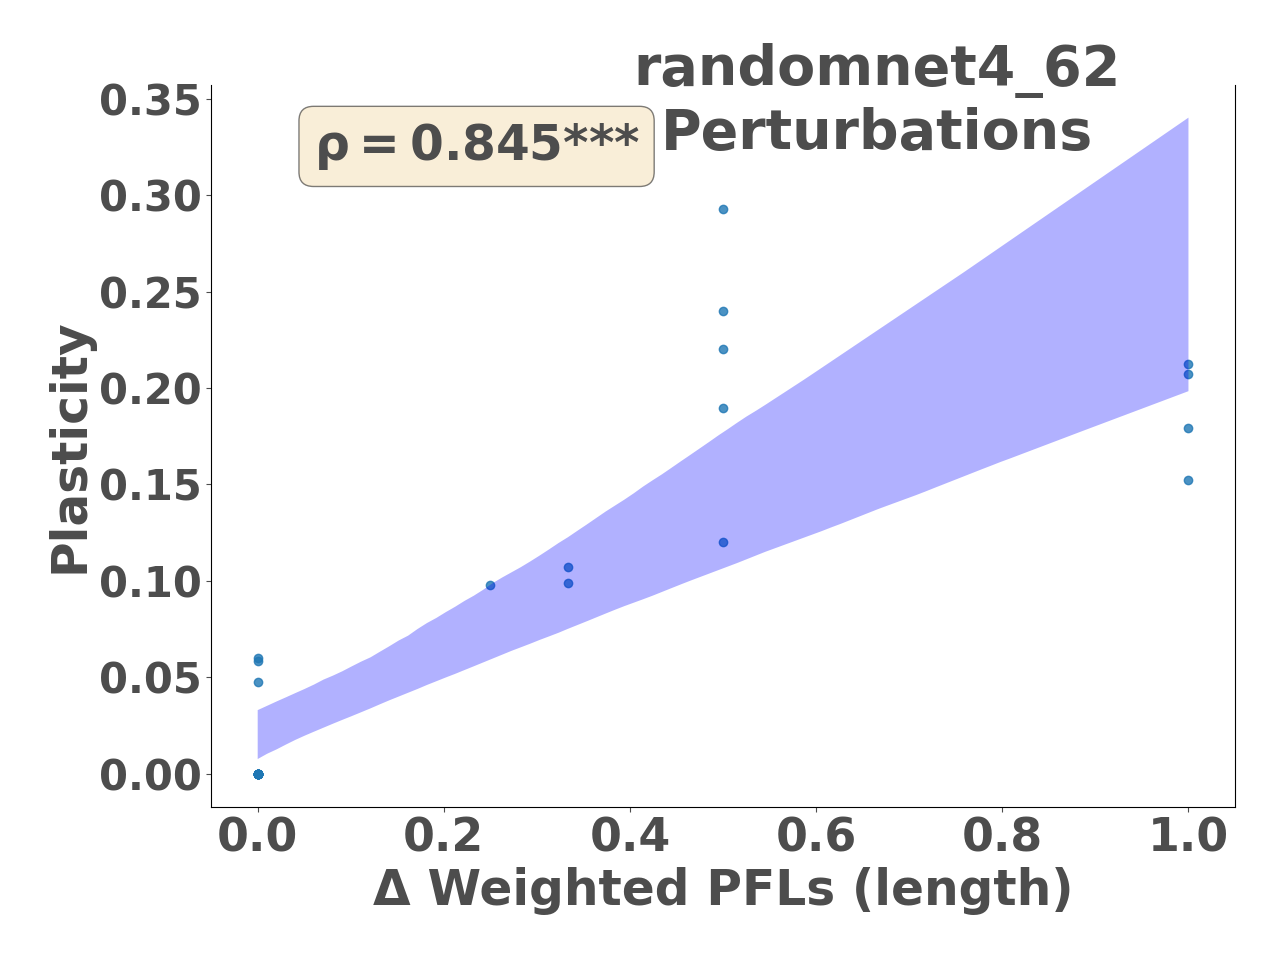 randomnet4_62
Perturbations
ρ = 0.845***
Plasticity
0.35
0.30
0.25
0.20
0.15
0.10
0.05
0.00
0.0 0.2 0.4 0.6 0.8 1.0
Δ Weighted PFLs (length)